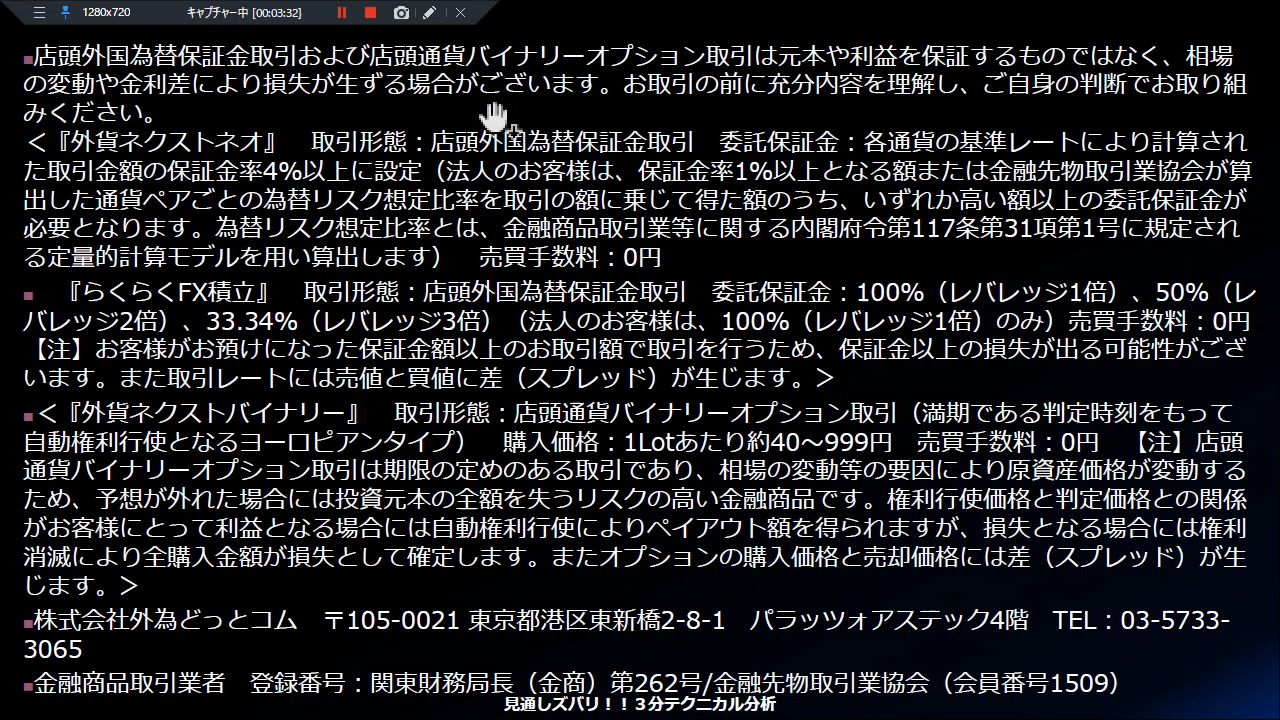 1280x720 キャプチャー中 [00:03:32]
■店頭外国為替保証金取引および店頭通貨バイナリーオプション取引は元本や利益を保証するものではなく、相場
の変動や金利差により損失が生ずる場合がございます。お取引の前に充分内容を理解し、ご自身の判断でお取り組
みください。
＜『外貨ネクストネオ』　取引形態：店頭外国為替保証金取引　委託保証金：各通貨の基準レートにより計算され
た取引金額の保証金率4%以上に設定（法人のお客様は、保証金率1%以上となる額または金融先物取引業協会が算
出した通貨ペアごとの為替リスク想定比率を取引の額に乗じて得た額のうち、いずれか高い額以上の委託保証金が
必要となります。為替リスク想定比率とは、金融商品取引業等に関する内閣府令第117条第31項第1号に規定され
る定量的計算モデルを用い算出します）　売買手数料：0円
■　『らくらくFX積立』　取引形態：店頭外国為替保証金取引　委託保証金：100%（レバレッジ1倍）、50%（レ
バレッジ2倍）、33.34%（レバレッジ3倍）（法人のお客様は、100%（レバレッジ1倍）のみ）売買手数料：0円
【注】お客様がお預けになった保証金額以上のお取引額で取引を行うため、保証金以上の損失が出る可能性がござ
います。また取引レートには売値と買値に差（スプレッド）が生じます。＞
■＜『外貨ネクストバイナリー』　取引形態：店頭通貨バイナリーオプション取引（満期である判定時刻をもって
自動権利行使となるヨーロピアンタイプ）　購入価格：1Lotあたり約40～999円　売買手数料：0円　【注】店頭
通貨バイナリーオプション取引は期限の定めのある取引であり、相場の変動等の要因により原資産価格が変動する
ため、予想が外れた場合には投資元本の全額を失うリスクの高い金融商品です。権利行使価格と判定価格との関係
がお客様にとって利益となる場合には自動権利行使によりペイアウト額を得られますが、損失となる場合には権利
消滅により全購入金額が損失として確定します。またオプションの購入価格と売却価格には差（スプレッド）が生
じます。＞
■株式会社外為どっとコム　〒105-0021 東京都港区東新橋2-8-1　パラッツォアステック4階　TEL：03-5733-
3065
■金融商品取引業者　登録番号：関東財務局長（金商）第262号/金融先物取引業協会（会員番号1509）
見通しズバリ！！３分テクニカル分析